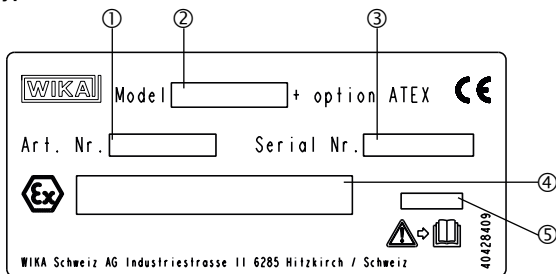 ① ② ③
WIKA Model + option ATEX CE
Art. Nr. Serial Nr.
Ex ④
⑤
WIKA Schweiz AG Industriestrasse 11 6285 Hitzkirch / Schweiz
40428409